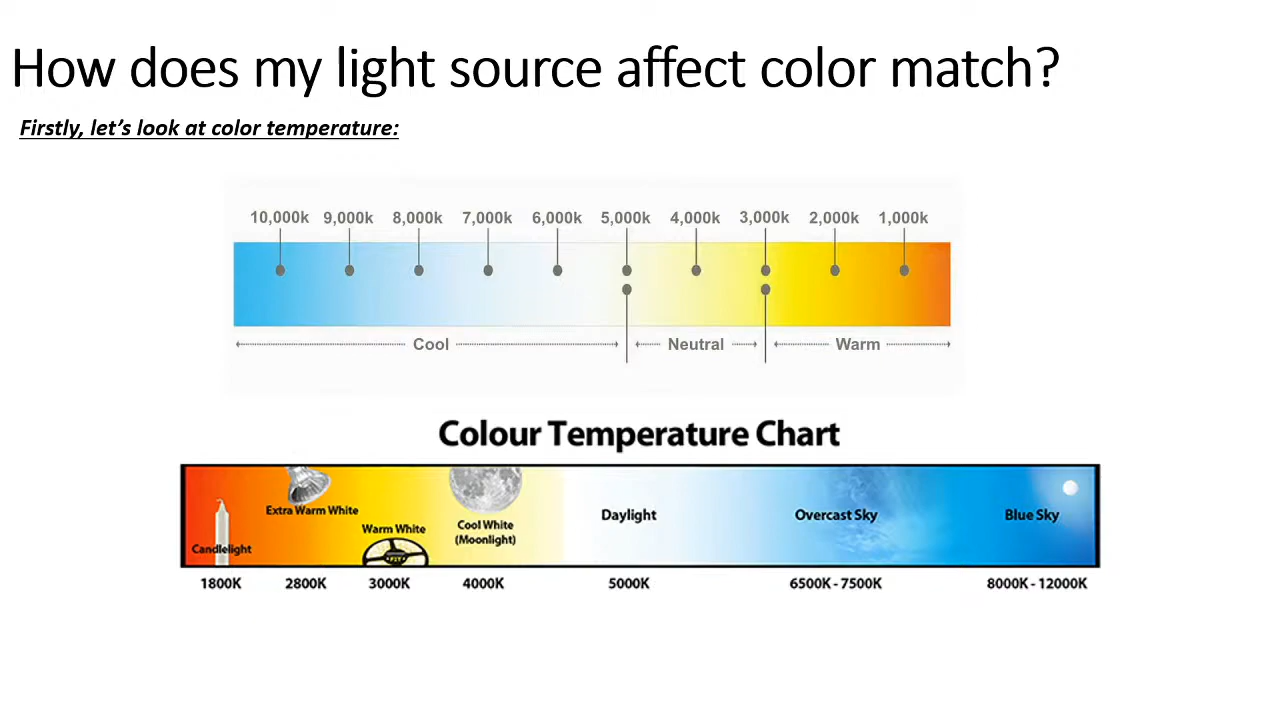 How does my light source affect color match?
Firstly, let's look at color temperature:
10,000k 9,000k 8,000k 7,000k 6,000k 5,000k 4,000k 3,000k 2,000k 1,000k
Cool Neutral Warm
Colour Temperature Chart
Candlelight
Extra Warm White
Warm White
Cool White
(Moonlight)
Daylight
Overcast Sky
Blue Sky
1800K 2800K 3000K 4000K 5000K 6500K - 7500K 8000K - 12000K